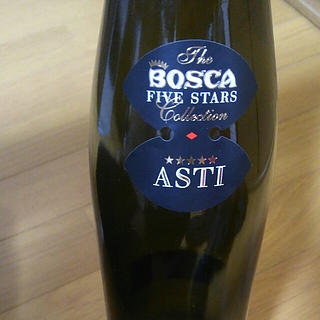 The
BOSCA
FIVE STARS
Collection
ASTI